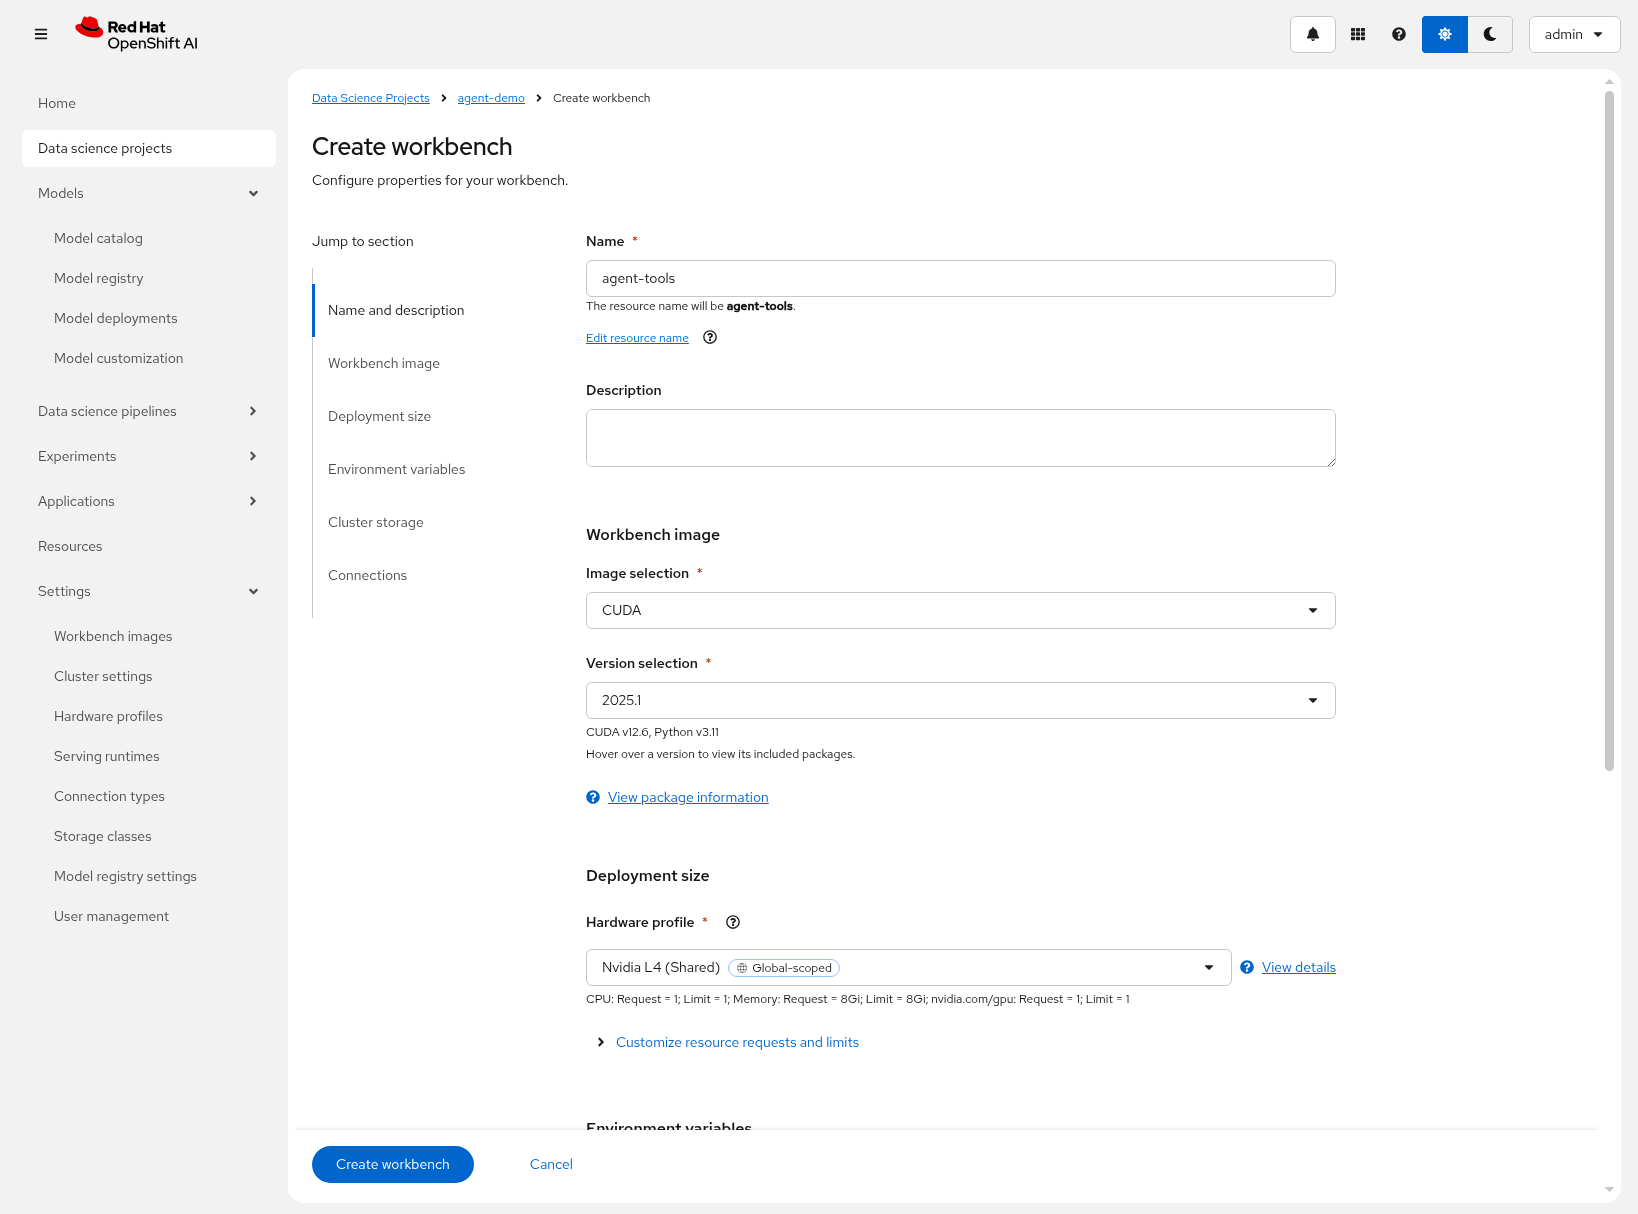 Red Hat
OpenShift AI
admin
Home
Data science projects
Models
Model catalog
Model registry
Model deployments
Model customization
Data science pipelines
Experiments
Applications
Resources
Settings
Workbench images
Cluster settings
Hardware profiles
Serving runtimes
Connection types
Storage classes
Model registry settings
User management
Data Science Projects > agent-demo > Create workbench
Create workbench
Configure properties for your workbench.
Jump to section
Name and description
Workbench image
Deployment size
Environment variables
Cluster storage
Connections
Name *
agent-tools
The resource name will be agent-tools.
Edit resource name
Description
Workbench image
Image selection *
CUDA
Version selection *
2025.1
CUDA v12.6, Python v3.11
Hover over a version to view its included packages.
View package information
Deployment size
Hardware profile *
Nvidia L4 (Shared) Global-scoped
View details
CPU: Request = 1; Limit = 1; Memory: Request = 8Gi; Limit = 8Gi; nvidia.com/gpu: Request = 1; Limit = 1
Customize resource requests and limits
Environment variables
Create workbench
Cancel